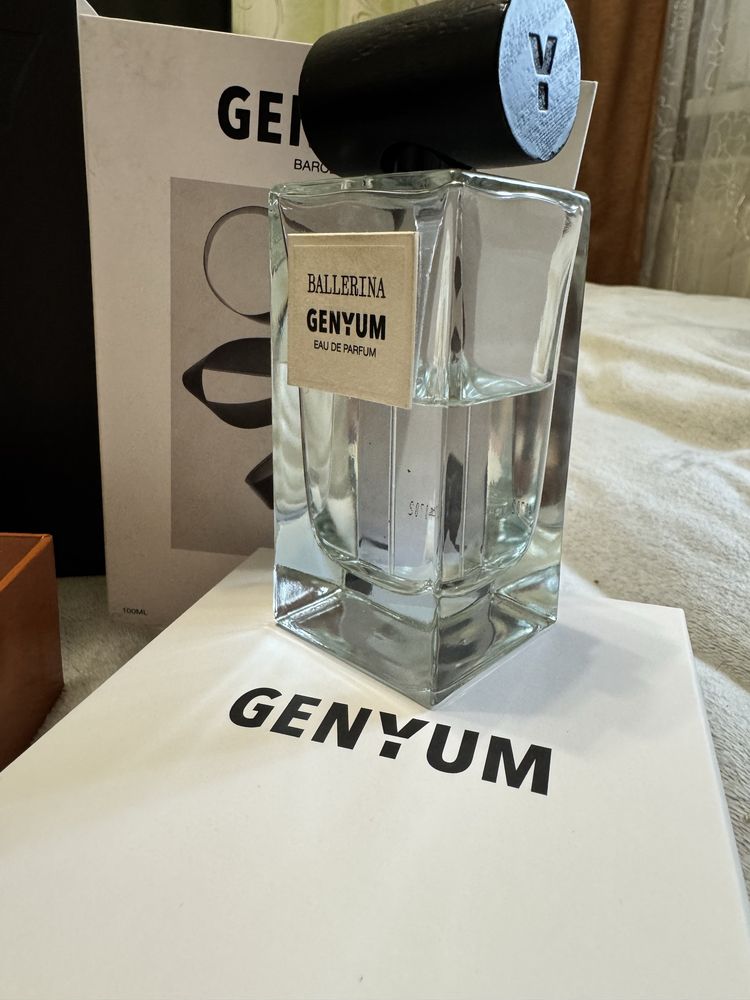 GEN
BARC
BALLERINA
GENYUM
EAU DE PARFUM
100ML
GENYUM